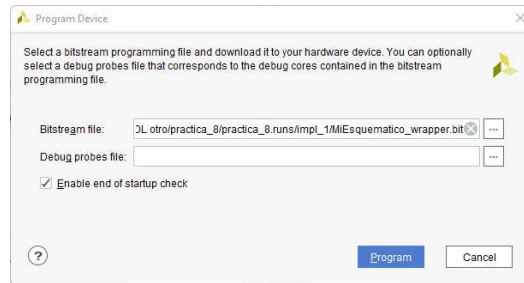 Program Device
Select a bitstream programming file and download it to your hardware device. You can optionally
select a debug probes file that corresponds to the debug cores contained in the bitstream
programming file.
Bitstream file: OL otro/practica_8/practica_8.runs/impl_1/MiEsquematico_wrapper.bit ...
Debug probes file: ...
Enable end of startup check
? Program Cancel